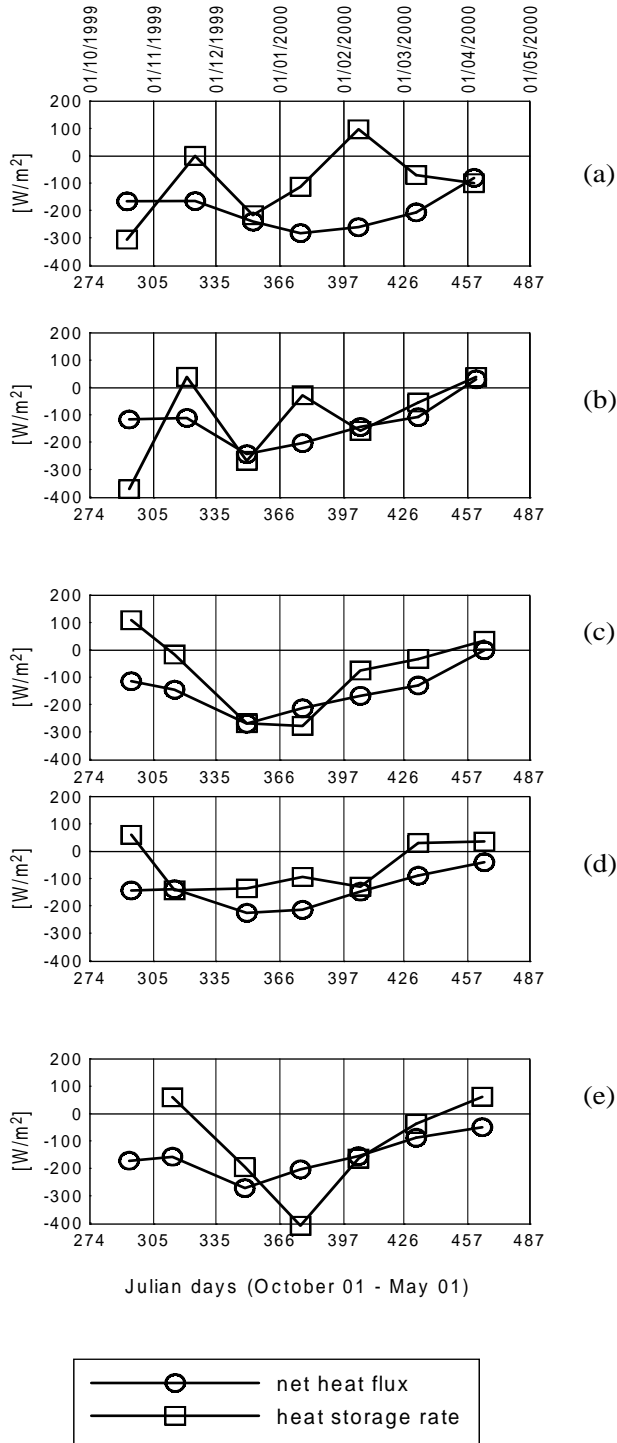 01/10/1999 01/11/1999 01/12/1999 01/01/2000 01/02/2000 01/03/2000 01/04/2000 01/05/2000
200
100
0
-100
-200
-300
-400
[W/m²]
(a)
274 305 335 366 397 426 457 487
200
100
0
-100
-200
-300
-400
[W/m²]
(b)
274 305 335 366 397 426 457 487
200
100
0
-100
-200
-300
-400
[W/m²]
(c)
274 305 335 366 397 426 457 487
200
100
0
-100
-200
-300
-400
[W/m²]
(d)
274 305 335 366 397 426 457 487
200
100
0
-100
-200
-300
-400
[W/m²]
(e)
274 305 335 366 397 426 457 487
Julian days (October 01 - May 01)
net heat flux
heat storage rate